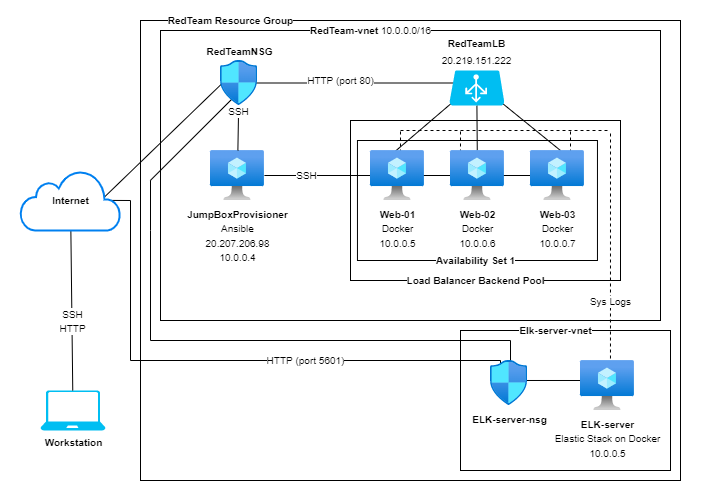 RedTeam Resource Group
RedTeam-vnet 10.0.0.0/16
RedTeamNSG
RedTeamLB
20.219.151.222
HTTP (port 80)
SSH
SSH
JumpBoxProvisioner
Ansible
20.207.206.98
10.0.0.4
Web-01
Docker
10.0.0.5
Web-02
Docker
10.0.0.6
Web-03
Docker
10.0.0.7
Availability Set 1
Load Balancer Backend Pool
Internet
SSH
HTTP
Workstation
Sys Logs
Elk-server-vnet
HTTP (port 5601)
ELK-server-nsg
ELK-server
Elastic Stack on Docker
10.0.0.5